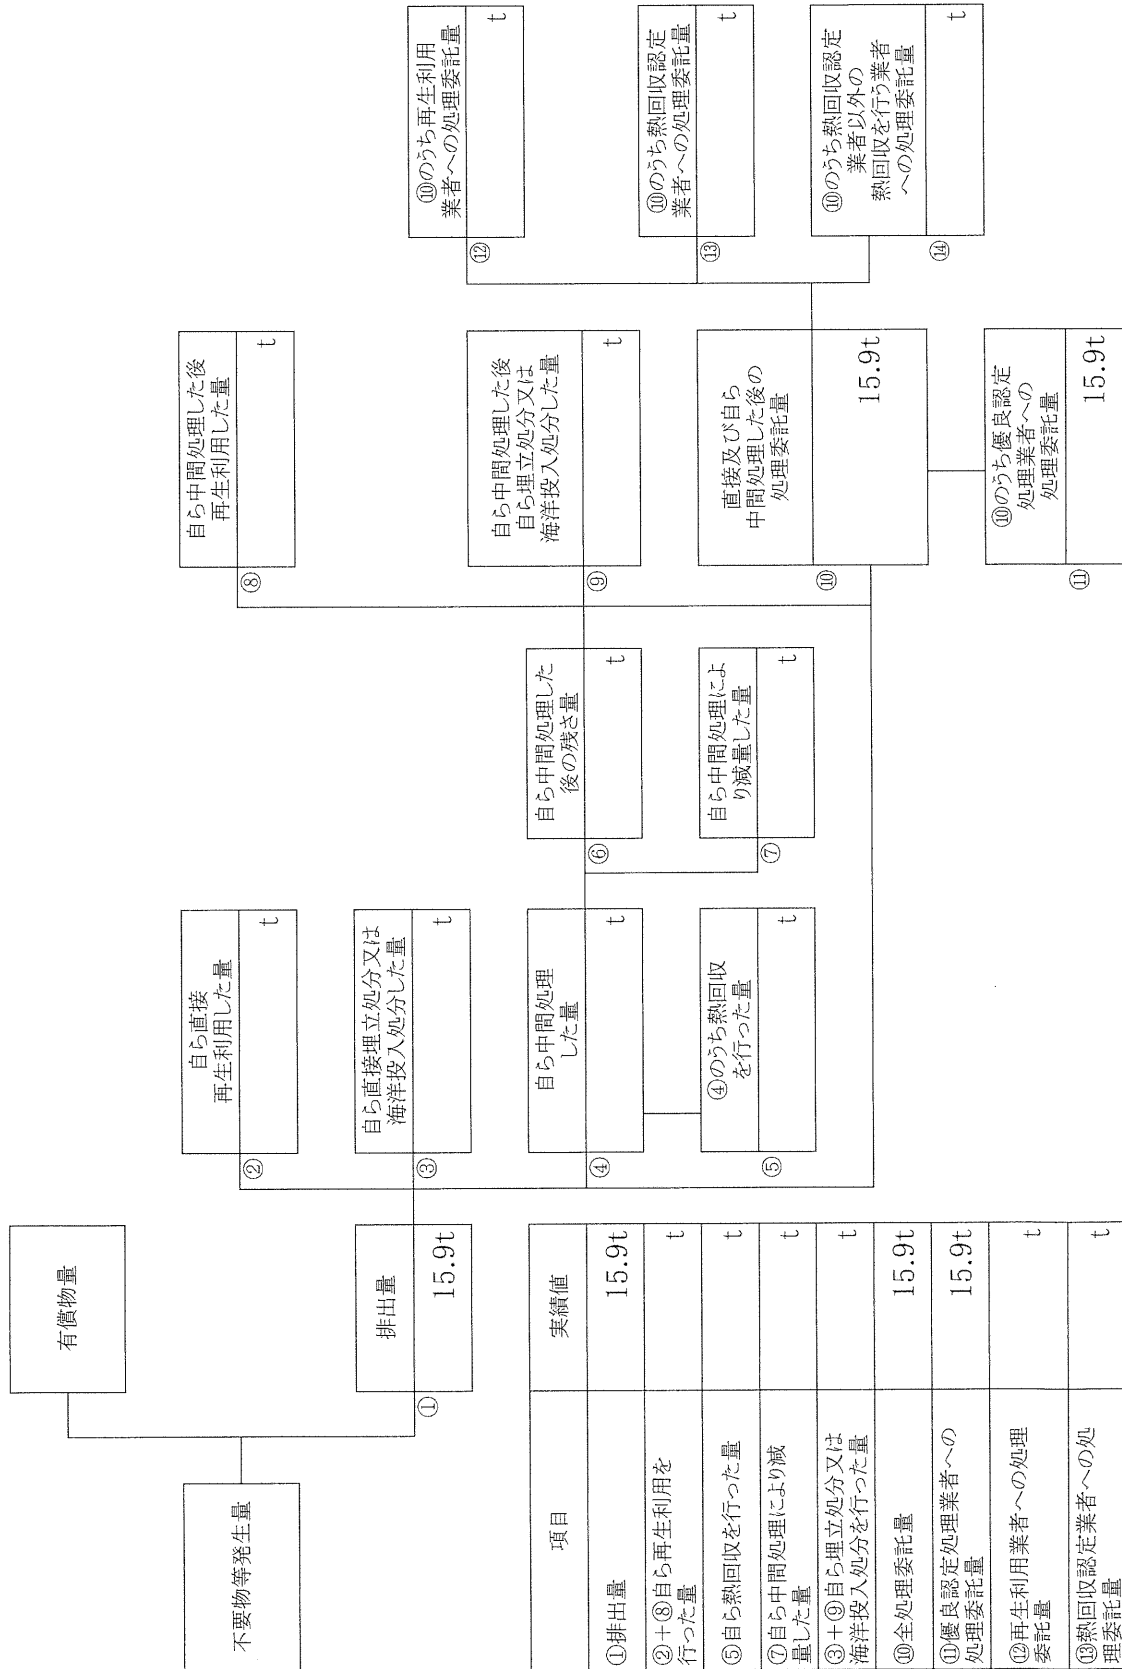 不要物等発生量
有償物量
①
排出量
15.9t
②
自ら直接
再生利用した量
t
③
自ら直接埋立処分又は
海洋投入処分した量
t
④
自ら中間処理
した量
t
⑤
④のうち熱回収
を行った量
t
⑥
自ら中間処理した
後の残さ量
t
⑦
自ら中間処理によ
り減量した量
t
⑧
自ら中間処理した後
再生利用した量
t
⑨
自ら中間処理した後
自ら埋立処分又は
海洋投入処分した量
t
⑩
直接及び自ら
中間処理した後の
処理委託量
15.9t
⑪
⑩のうち優良認定
処理業者への
処理委託量
15.9t
⑫
⑩のうち再生利用
業者への処理委託量
t
⑬
⑩のうち熱回収認定
業者への処理委託量
t
⑭
⑩のうち熱回収認定
業者以外の
熱回収を行う業者
への処理委託量
t
項目 実績値
①排出量 15.9t
②+⑧自ら再生利用を
行った量 t
⑤自ら熱回収を行った量 t
⑦自ら中間処理により減
量した量 t
③+⑨自ら埋立処分又は
海洋投入処分を行った量 t
⑩全処理委託量 15.9t
⑪優良認定処理業者への
処理委託量 15.9t
⑫再生利用業者への処理
委託量 t
⑬熱回収認定業者への処
理委託量 t